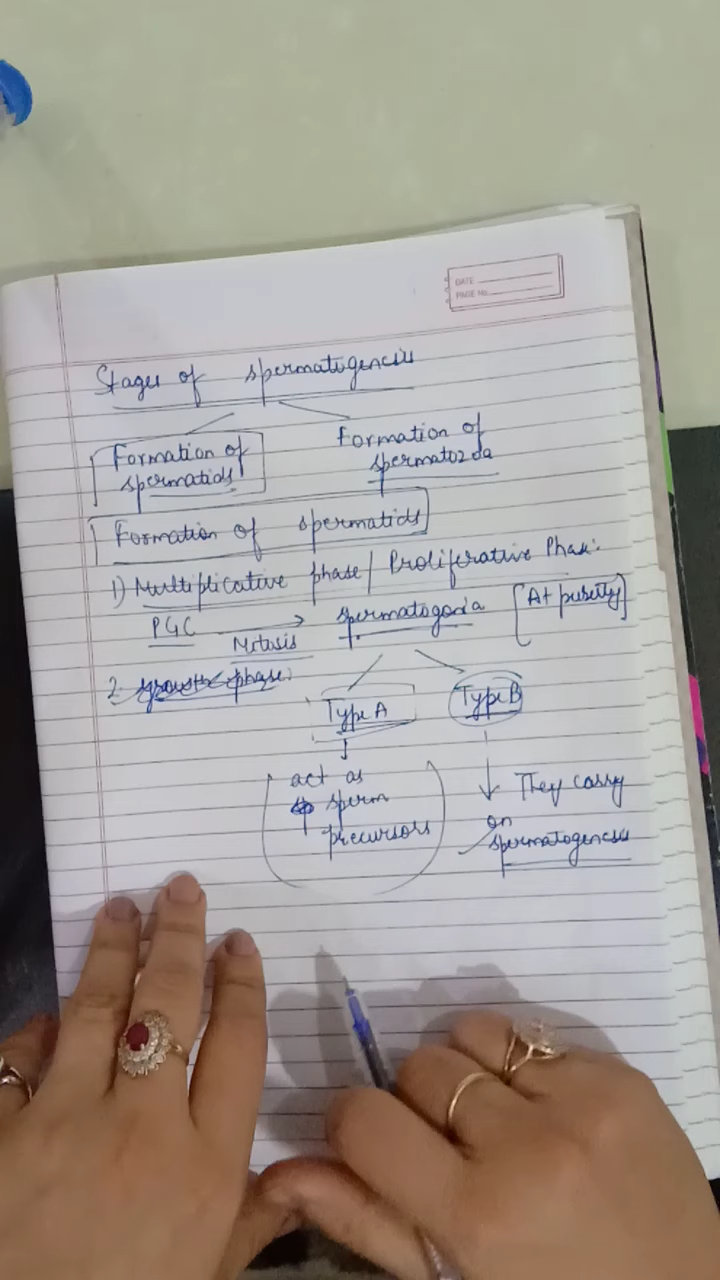 DATE
PAGE No.
Stages of spermatogenesis
Formation of spermatids
Formation of spermatozoa
Formation of spermatids
1) Multiplicative phase / Proliferative Phase:
PGC Mitosis spermatogonia [At puberty]
2. growth phase:
Type A
Type B
act as
sperm
precursors
They carry
on
spermatogenesis